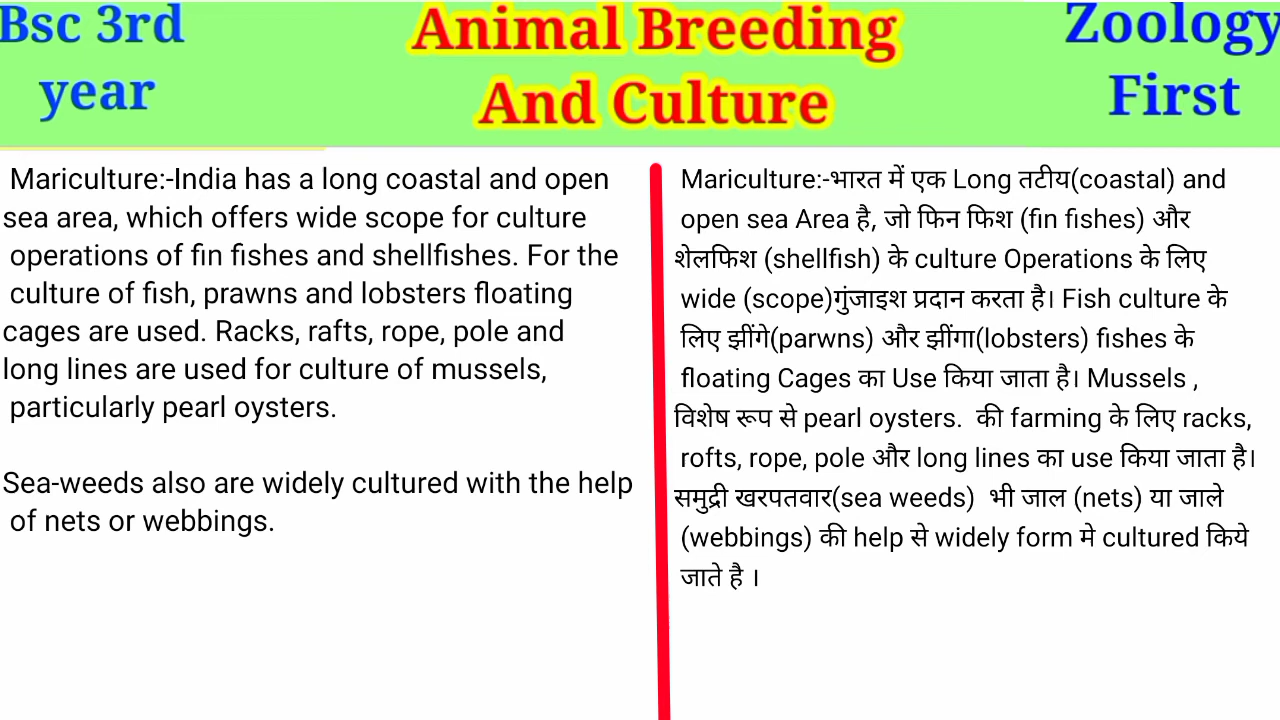 Bsc 3rd
year
Animal Breeding
And Culture
Zoology
First
Mariculture:-India has a long coastal and open
sea area, which offers wide scope for culture
operations of fin fishes and shellfishes. For the
culture of fish, prawns and lobsters floating
cages are used. Racks, rafts, rope, pole and
long lines are used for culture of mussels,
particularly pearl oysters.
Sea-weeds also are widely cultured with the help
of nets or webbings.
Mariculture:-भारत में एक Long तटीय(coastal) and
open sea Area है, जो फिन फिश (fin fishes) और
शेलफिश (shellfish) के culture Operations के लिए
wide (scope)गुंजाइश प्रदान करता है। Fish culture के
लिए झींगे(parwns) और झींगा(lobsters) fishes के
floating Cages का Use किया जाता है। Mussels ,
विशेष रूप से pearl oysters. की farming के लिए racks,
rofts, rope, pole और long lines का use किया जाता है।
समुद्री खरपतवार(sea weeds) भी जाल (nets) या जाले
(webbings) की help से widely form मे cultured किये
जाते है ।